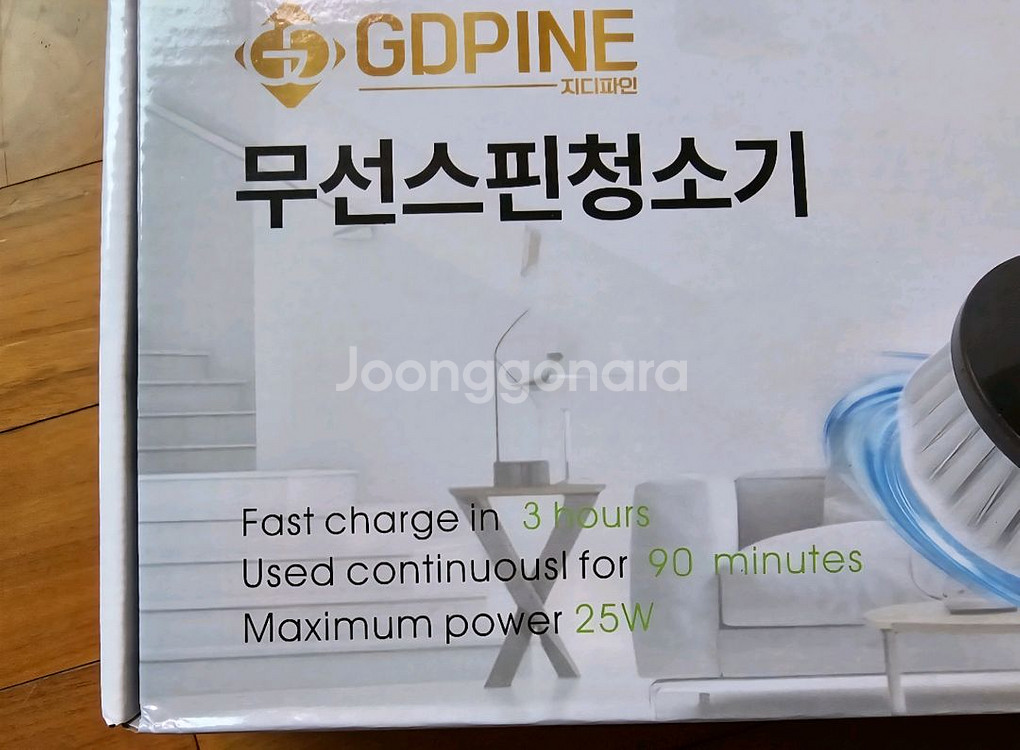 GDPINE
지디파인
무선스핀청소기
Joonggonara
Fast charge in 3 hours
Used continuousl for 90 minutes
Maximum power 25W